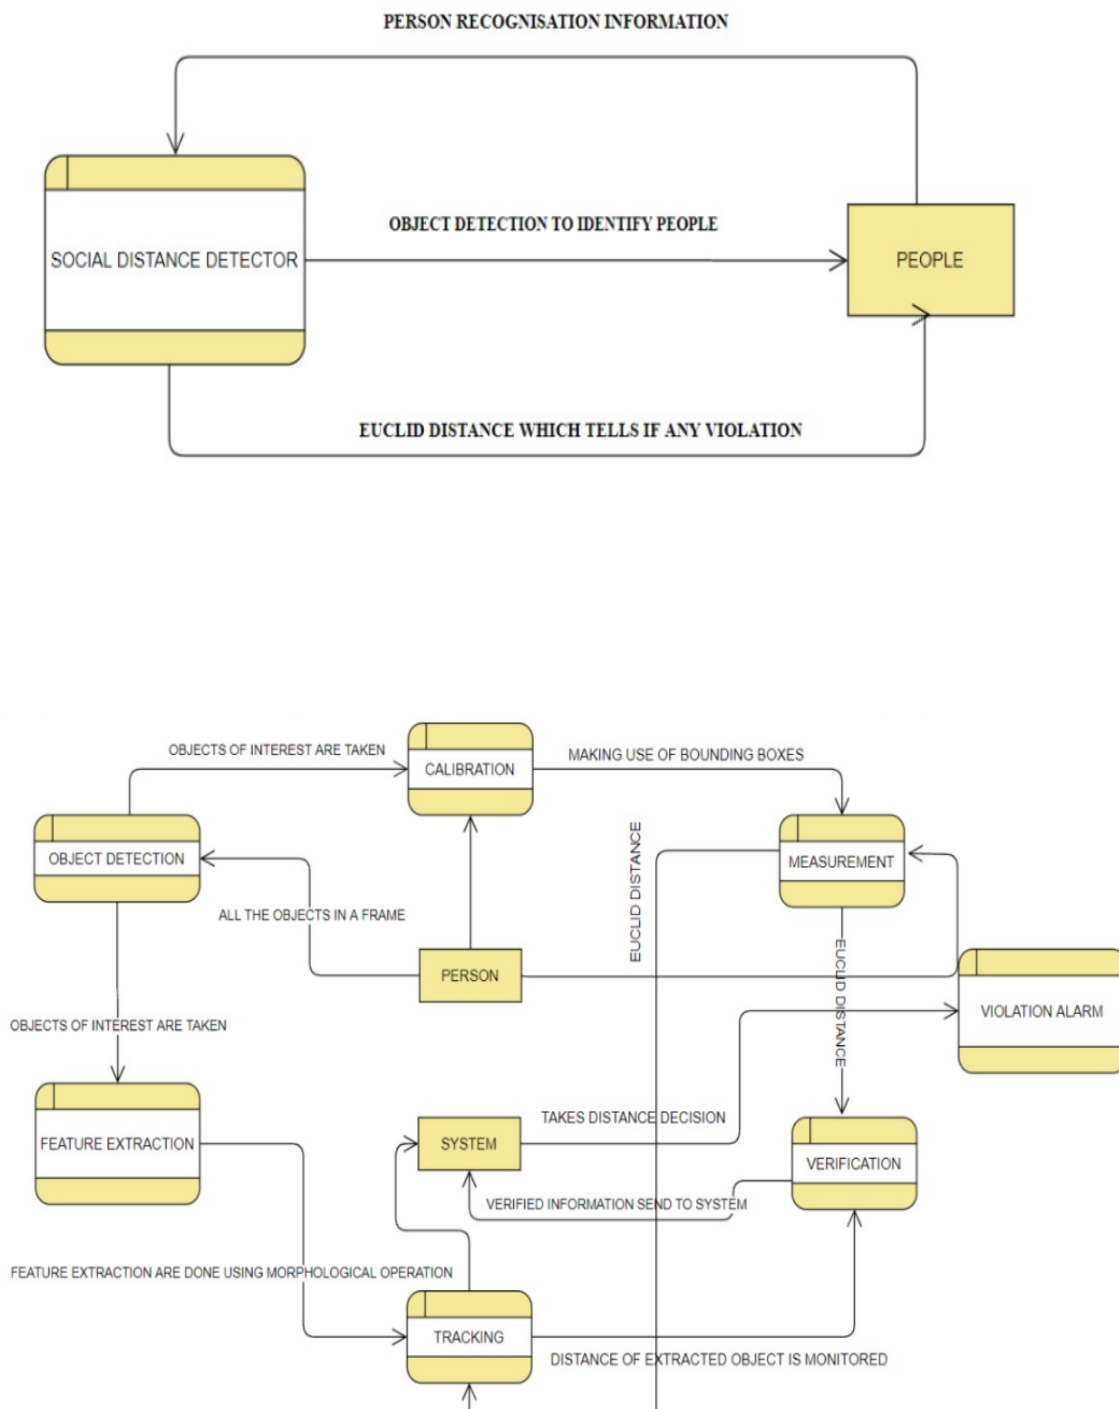 PERSON RECOGNISATION INFORMATION
OBJECT DETECTION TO IDENTIFY PEOPLE
SOCIAL DISTANCE DETECTOR
PEOPLE
EUCLID DISTANCE WHICH TELLS IF ANY VIOLATION
OBJECTS OF INTEREST ARE TAKEN
CALIBRATION
MAKING USE OF BOUNDING BOXES
OBJECT DETECTION
MEASUREMENT
EUCLID DISTANCE
ALL THE OBJECTS IN A FRAME
PERSON
EUCLID DISTANCE
VIOLATION ALARM
OBJECTS OF INTEREST ARE TAKEN
FEATURE EXTRACTION
SYSTEM
TAKES DISTANCE DECISION
VERIFICATION
VERIFIED INFORMATION SEND TO SYSTEM
FEATURE EXTRACTION ARE DONE USING MORPHOLOGICAL OPERATION
TRACKING
DISTANCE OF EXTRACTED OBJECT IS MONITORED